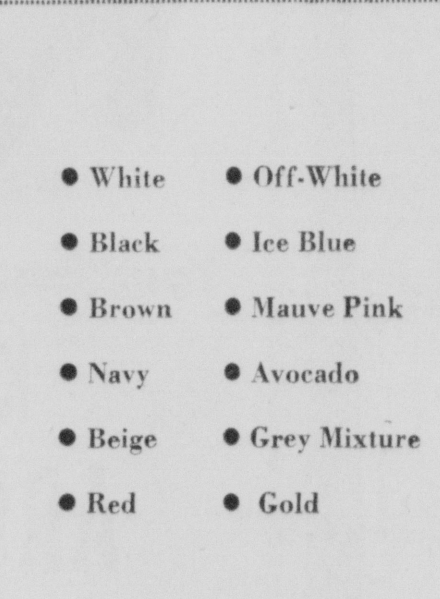 ● White
● Black
● Brown
● Navy
● Beige
● Red
● Off-White
● Ice Blue
● Mauve Pink
● Avocado
● Grey Mixture
● Gold